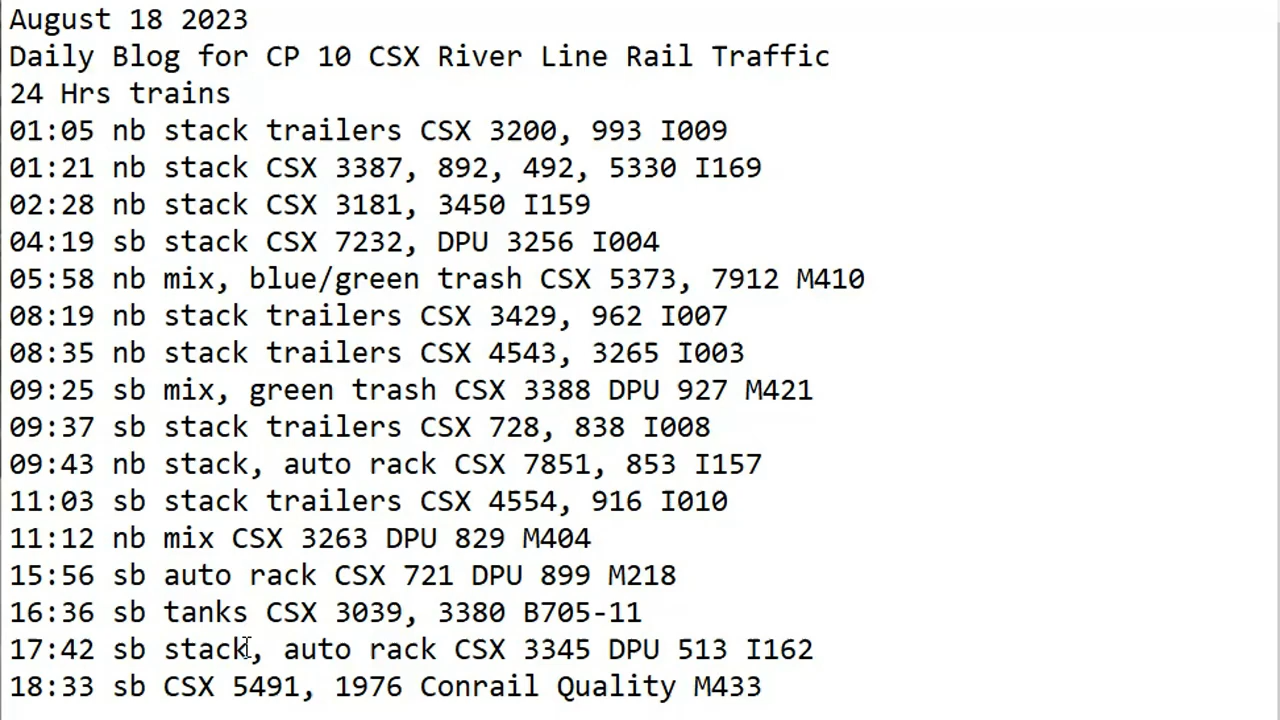 August 18 2023
Daily Blog for CP 10 CSX River Line Rail Traffic
24 Hrs trains
01:05 nb stack trailers CSX 3200, 993 I009
01:21 nb stack CSX 3387, 892, 492, 5330 I169
02:28 nb stack CSX 3181, 3450 I159
04:19 sb stack CSX 7232, DPU 3256 I004
05:58 nb mix, blue/green trash CSX 5373, 7912 M410
08:19 nb stack trailers CSX 3429, 962 I007
08:35 nb stack trailers CSX 4543, 3265 I003
09:25 sb mix, green trash CSX 3388 DPU 927 M421
09:37 sb stack trailers CSX 728, 838 I008
09:43 nb stack, auto rack CSX 7851, 853 I157
11:03 sb stack trailers CSX 4554, 916 I010
11:12 nb mix CSX 3263 DPU 829 M404
15:56 sb auto rack CSX 721 DPU 899 M218
16:36 sb tanks CSX 3039, 3380 B705-11
17:42 sb stack, auto rack CSX 3345 DPU 513 I162
18:33 sb CSX 5491, 1976 Conrail Quality M433